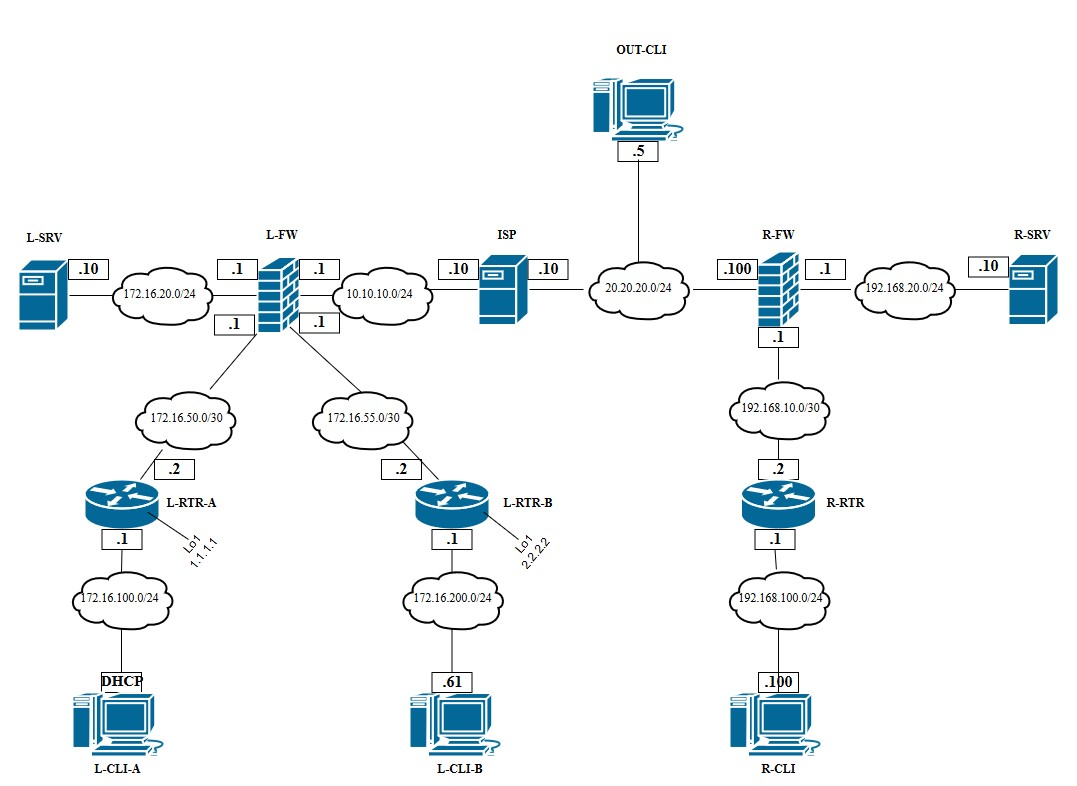 OUT-CLI
.5
L-SRV
L-FW
ISP
R-FW
R-SRV
.10
.1
.1
.10
.10
.100
.1
.10
172.16.20.0/24
10.10.10.0/24
20.20.20.0/24
192.168.20.0/24
.1
.1
.1
172.16.50.0/30
172.16.55.0/30
192.168.10.0/30
.2
.2
.2
L-RTR-A
L-RTR-B
R-RTR
Lo1
1.1.1.1
Lo1
2.2.2.2
.1
.1
.1
172.16.100.0/24
172.16.200.0/24
192.168.100.0/24
DHCP
.61
.100
L-CLI-A
L-CLI-B
R-CLI